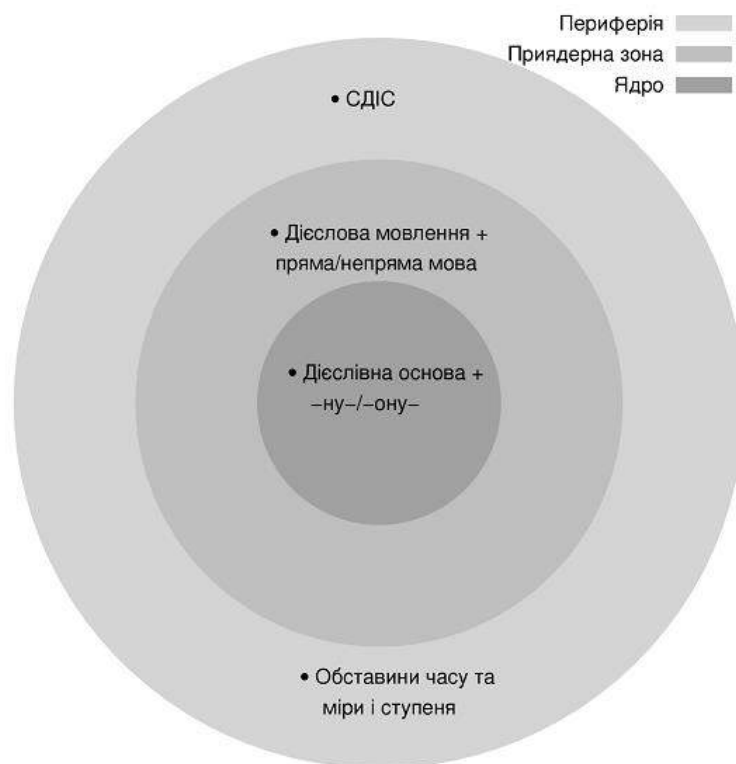 Периферія
Приядерна зона
Ядро
• СДІС
• Дієслова мовлення +
пряма/непряма мова
• Дієслівна основа +
–ну–/–ону–
• Обставини часу та
міри і ступеня